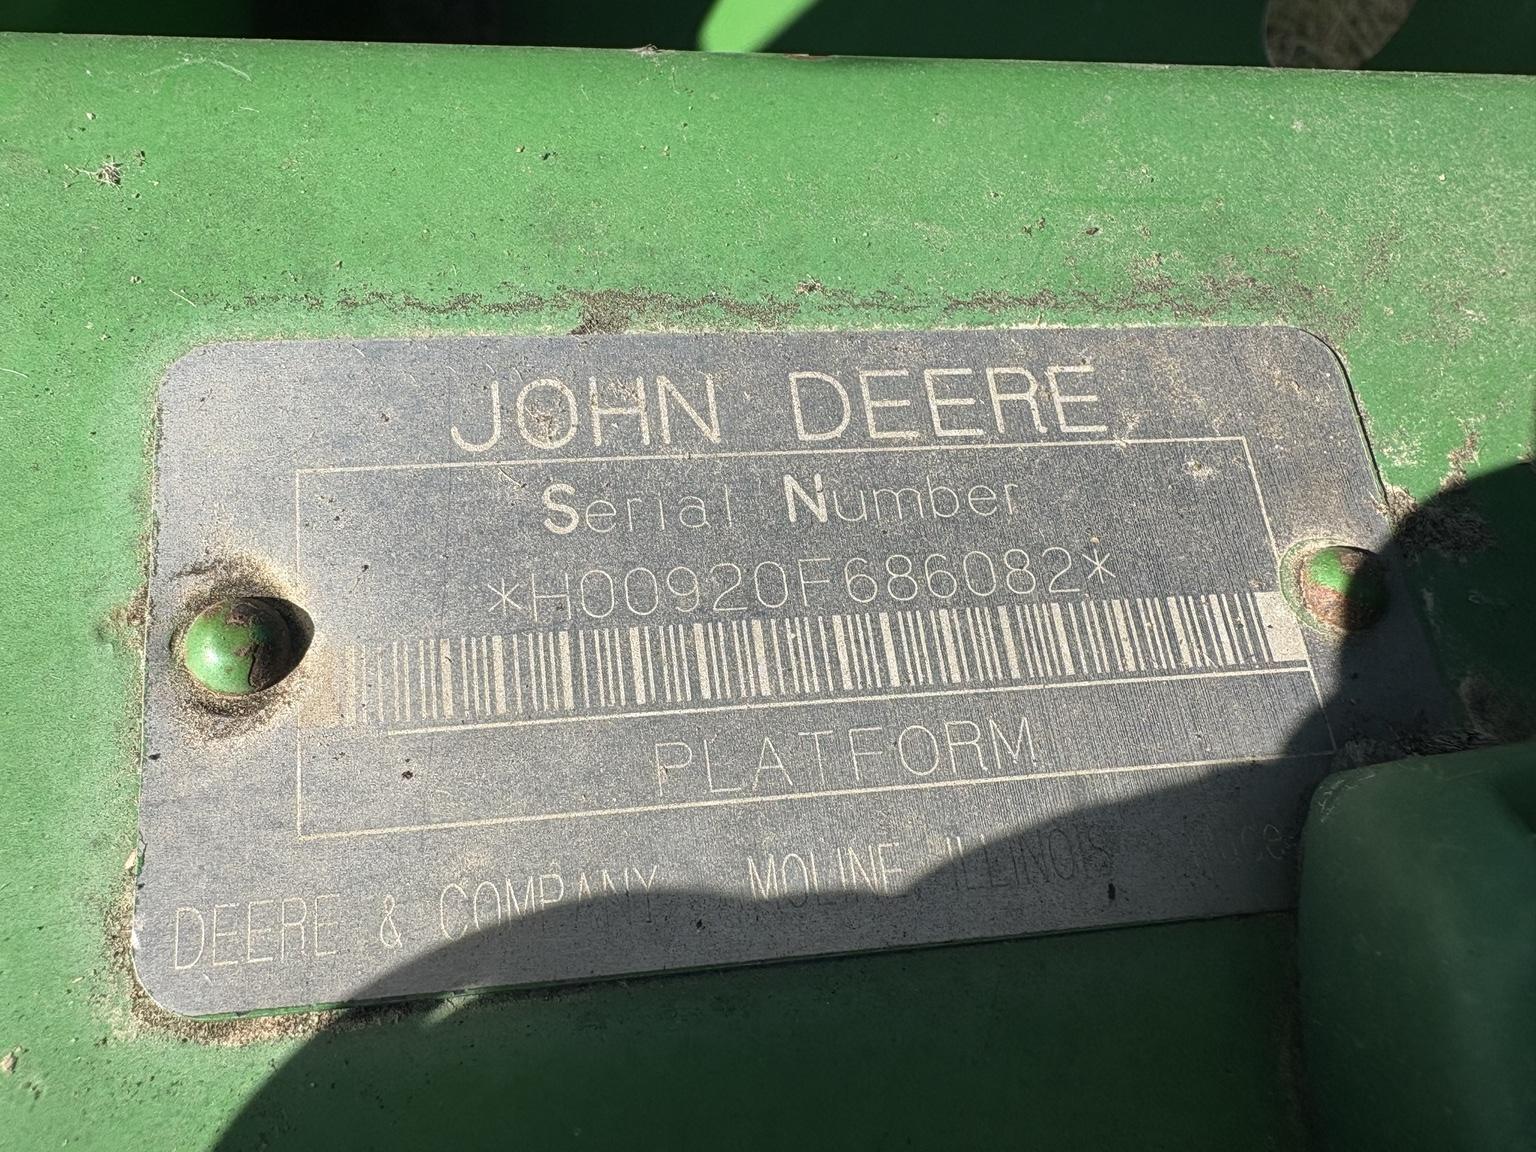 JOHN DEERE
Serial Number
*H00920F686082*
PLATFORM
DEERE & COMPANY MOLINE, ILLINOIS